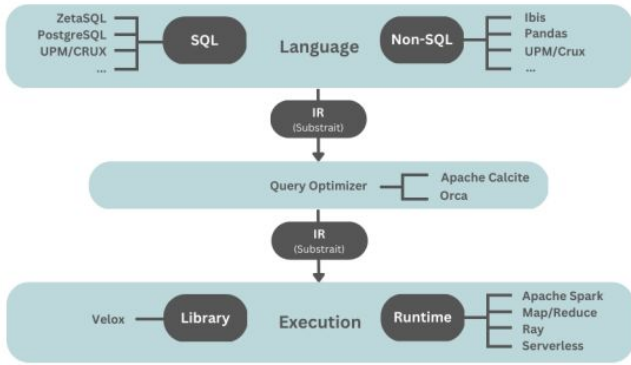 ZetaSQL
PostgreSQL
UPM/CRUX
...
SQL
Language
Non-SQL
Ibis
Pandas
UPM/Crux
...
IR
(Substrait)
Query Optimizer
Apache Calcite
Orca
IR
(Substrait)
Velox
Library
Execution
Runtime
Apache Spark
Map/Reduce
Ray
Serverless